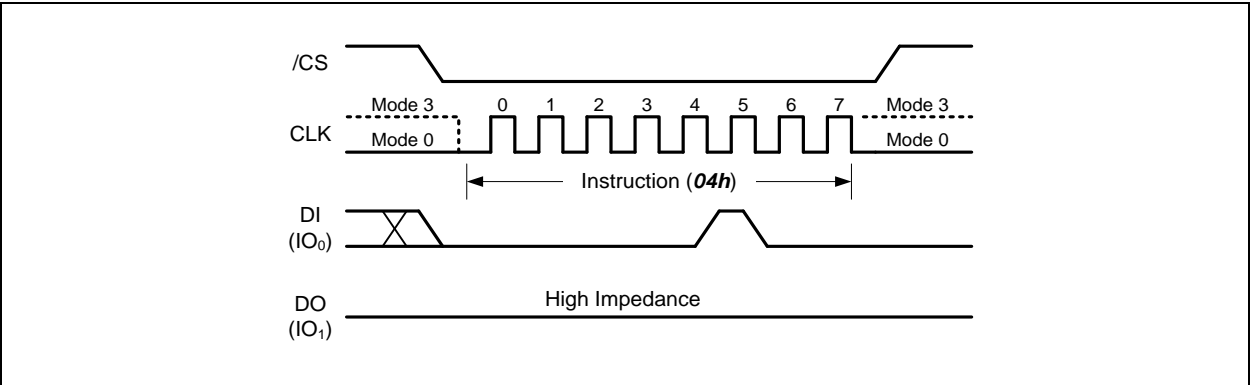 /CS
Mode 3 0 1 2 3 4 5 6 7 Mode 3
CLK
Mode 0 Mode 0
Instruction (04h)
DI
(IO₀)
High Impedance
DO
(IO₁)